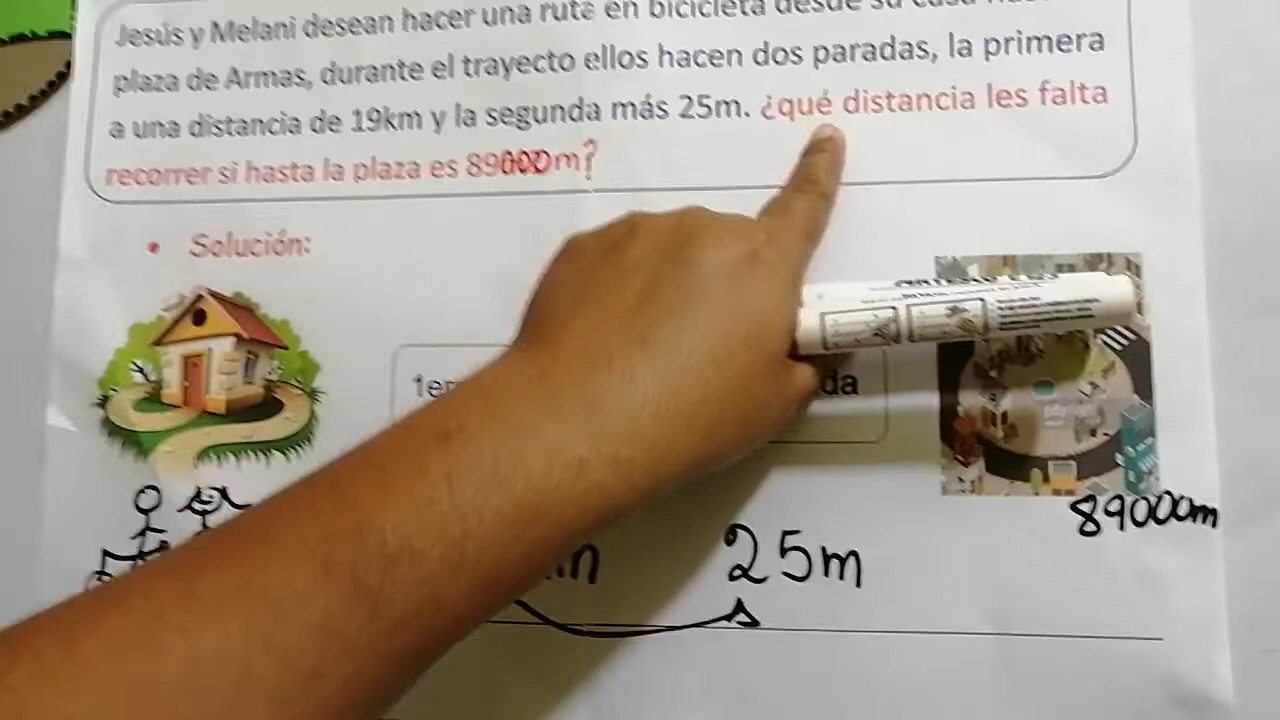 Jesús y Melani desean hacer una ruta en bicicleta desde su casa
plaza de Armas, durante el trayecto ellos hacen dos paradas, la primera
a una distancia de 19km y la segunda más 25m. ¿qué distancia les falta
recorrer si hasta la plaza es 89000m?
• Solución:
1er
da
25m
89000m